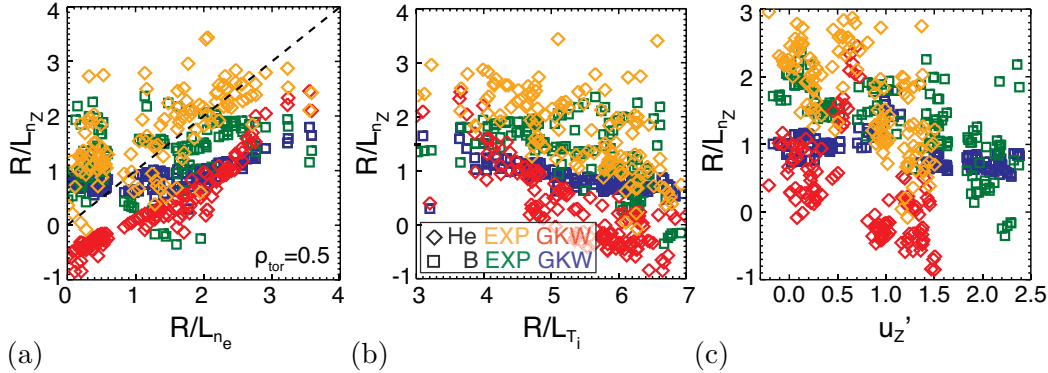 4
3
2
1
0
-1
R/L_{n_Z}
0 1 2 3 4
R/L_{n_e}
ρ_{tor}=0.5
(a)
4
3
2
1
0
-1
R/L_{n_Z}
◇ He EXP GKW
□ B EXP GKW
3 4 5 6 7
R/L_{T_i}
(b)
3
2
1
0
-1
R/L_{n_Z}
0.0 0.5 1.0 1.5 2.0 2.5
u_Z'
(c)